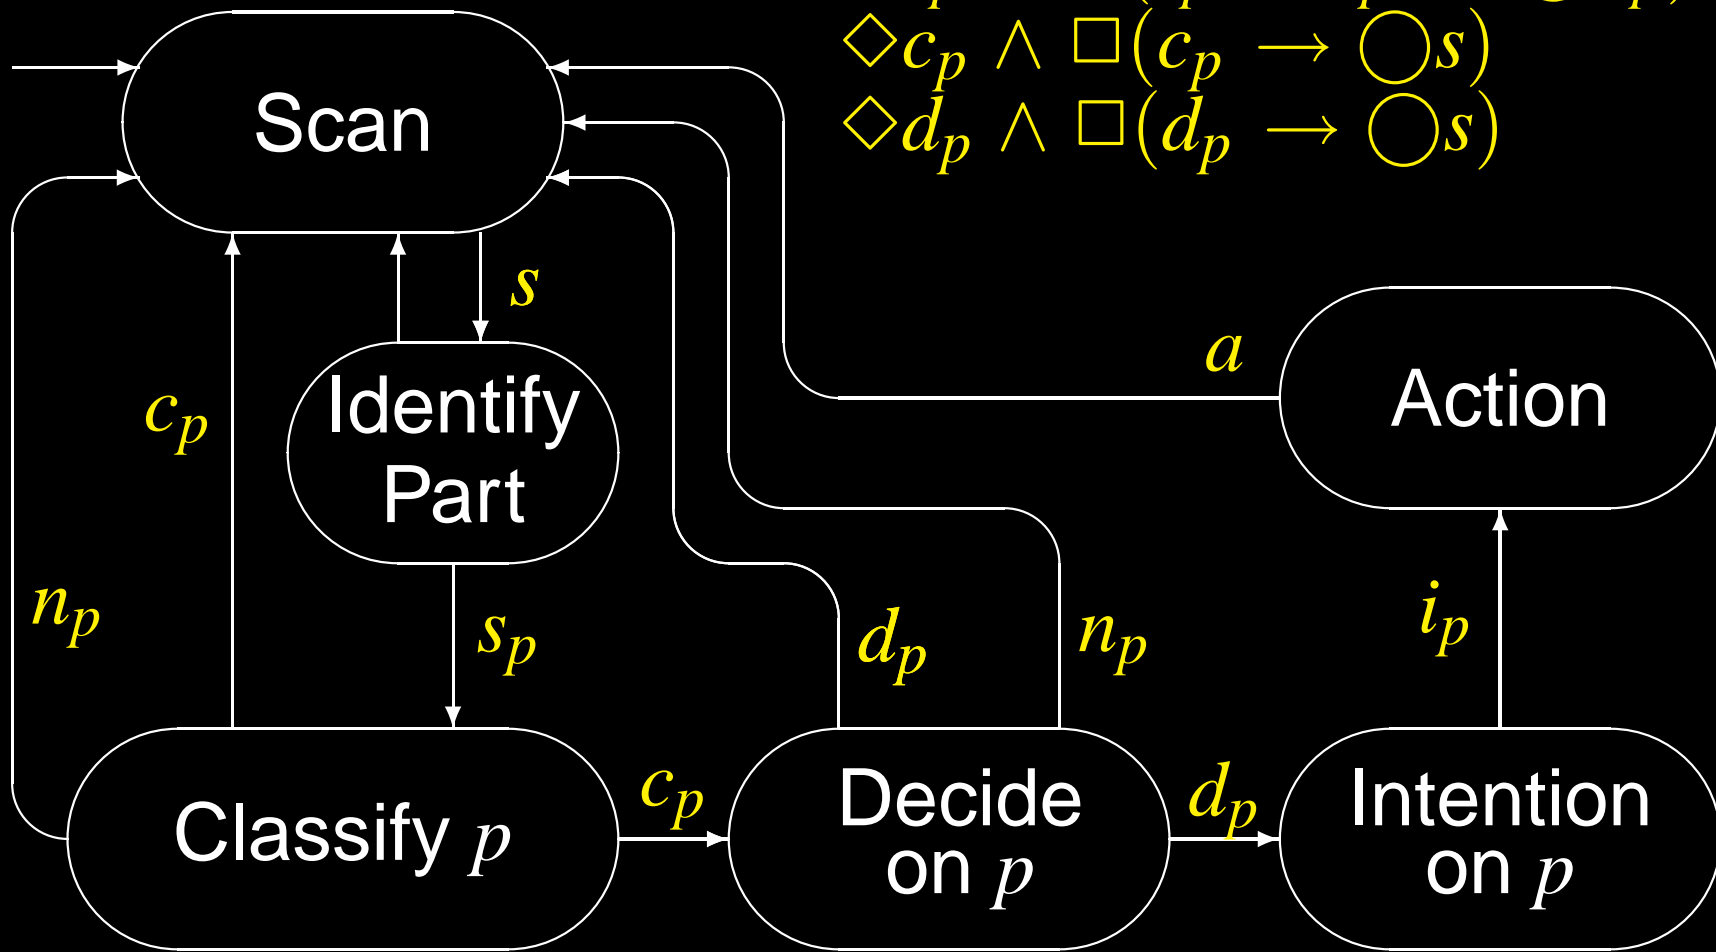 ◇c_p ∧ □(c_p → ◯s)
◇d_p ∧ □(d_p → ◯s)
Scan
s
a
Action
c_p
Identify
Part
n_p
s_p
d_p
n_p
i_p
Classify p
c_p
Decide
on p
d_p
Intention
on p